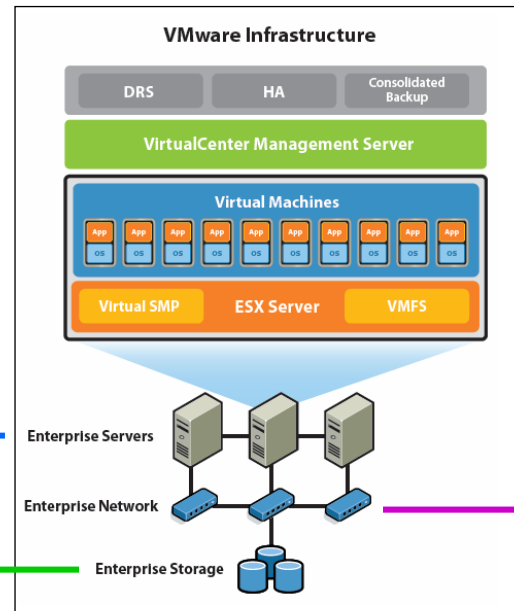 VMware Infrastructure
DRS
HA
Consolidated
Backup
VirtualCenter Management Server
Virtual Machines
App App App App App App App App App App
OS OS OS OS OS OS OS OS OS OS
Virtual SMP
ESX Server
VMFS
Enterprise Servers
Enterprise Network
Enterprise Storage